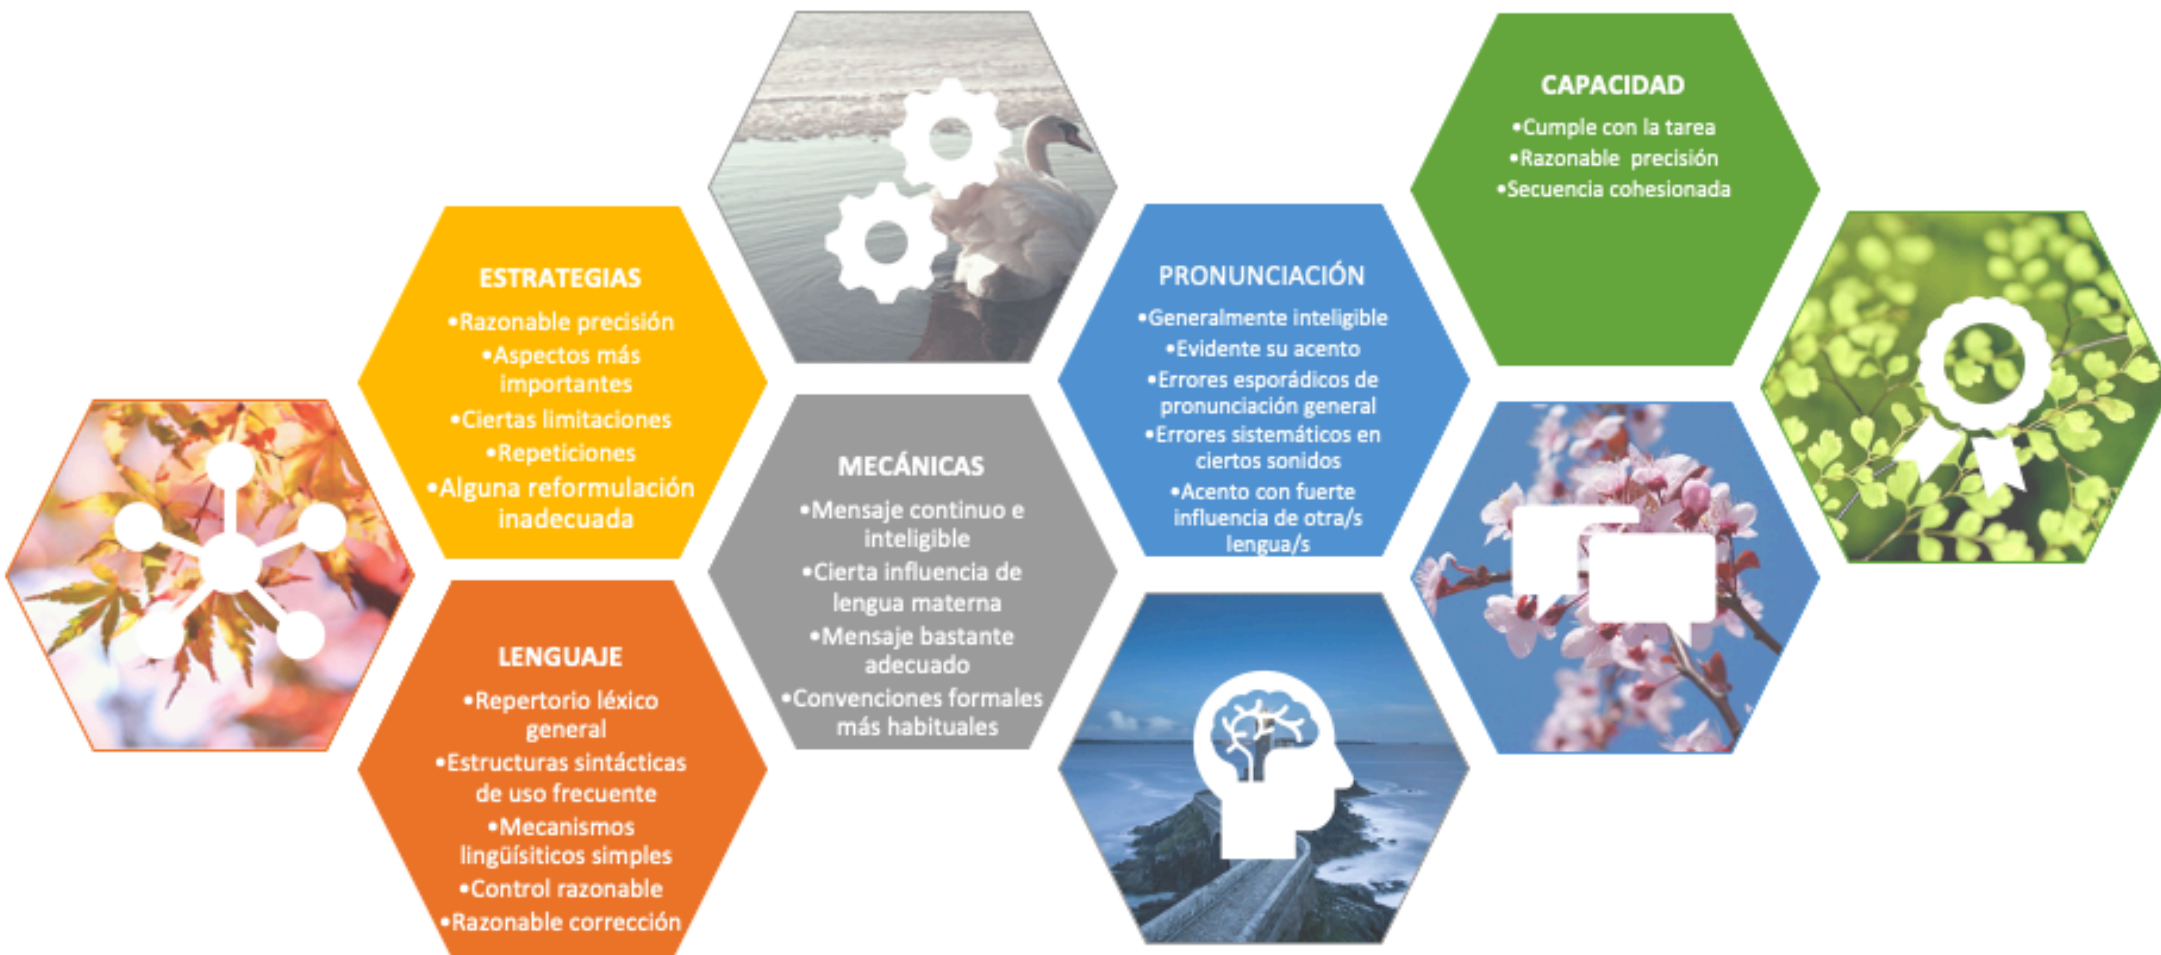 ESTRATEGIAS
•Razonable precisión
•Aspectos más
importantes
•Ciertas limitaciones
•Repeticiones
•Alguna reformulación
inadecuada
LENGUAJE
•Repertorio léxico
general
•Estructuras sintácticas
de uso frecuente
•Mecanismos
lingüísiticos simples
•Control razonable
•Razonable corrección
MECÁNICAS
•Mensaje continuo e
inteligible
•Cierta influencia de
lengua materna
•Mensaje bastante
adecuado
•Convenciones formales
más habituales
PRONUNCIACIÓN
•Generalmente inteligible
•Evidente su acento
•Errores esporádicos de
pronunciación general
•Errores sistemáticos en
ciertos sonidos
•Acento con fuerte
influencia de otra/s
lengua/s
CAPACIDAD
•Cumple con la tarea
•Razonable precisión
•Secuencia cohesionada